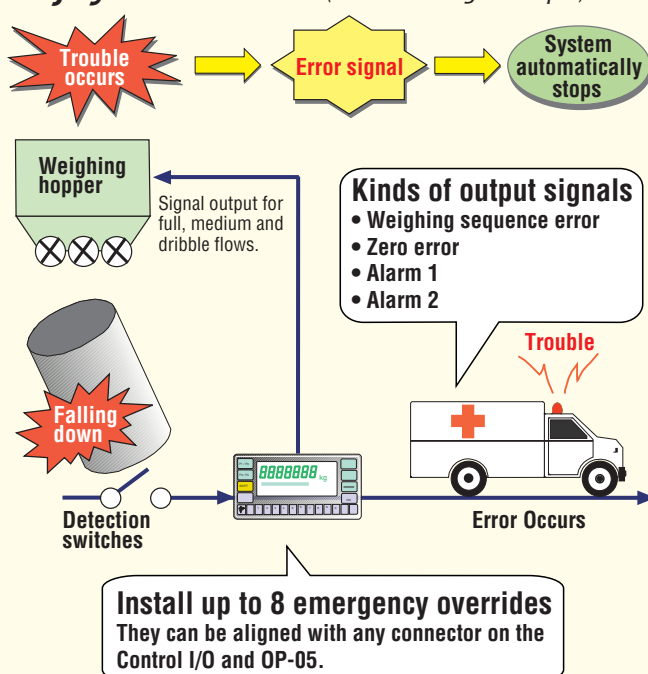 Trouble
occurs
Error signal
System
automatically
stops
Weighing
hopper
Signal output for
full, medium and
dribble flows.
Kinds of output signals
• Weighing sequence error
• Zero error
• Alarm 1
• Alarm 2
Trouble
Falling
down
8888888 kg
Detection
switches
Error Occurs
Install up to 8 emergency overrides
They can be aligned with any connector on the
Control I/O and OP-05.